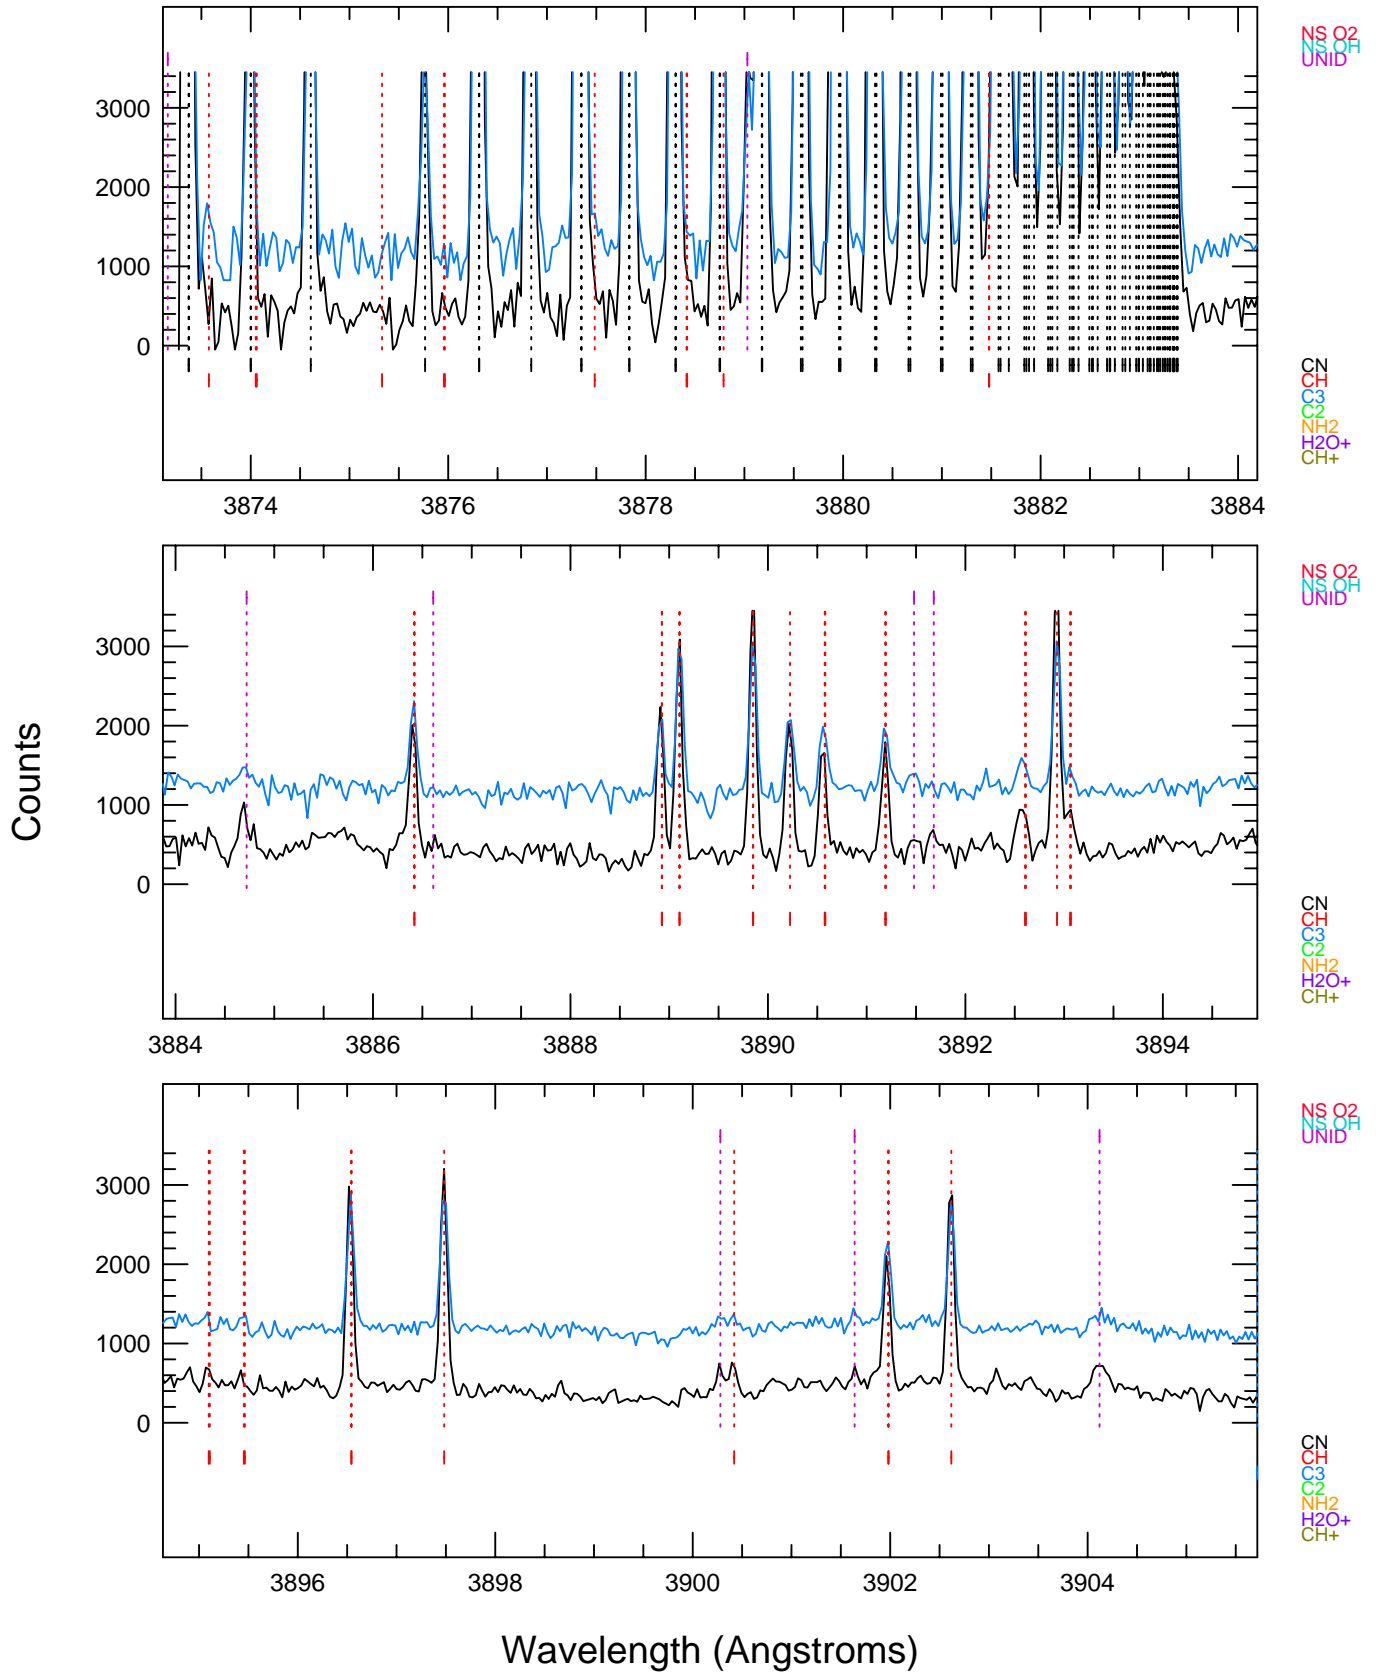 NS O2
NS OH
UNID
3000
2000
1000
0
CN
CH
C3
C2
NH2
H2O+
CH+
3874 3876 3878 3880 3882 3884
NS O2
NS OH
UNID
3000
2000
1000
0
Counts
CN
CH
C3
C2
NH2
H2O+
CH+
3884 3886 3888 3890 3892 3894
NS O2
NS OH
UNID
3000
2000
1000
0
CN
CH
C3
C2
NH2
H2O+
CH+
3896 3898 3900 3902 3904
Wavelength (Angstroms)